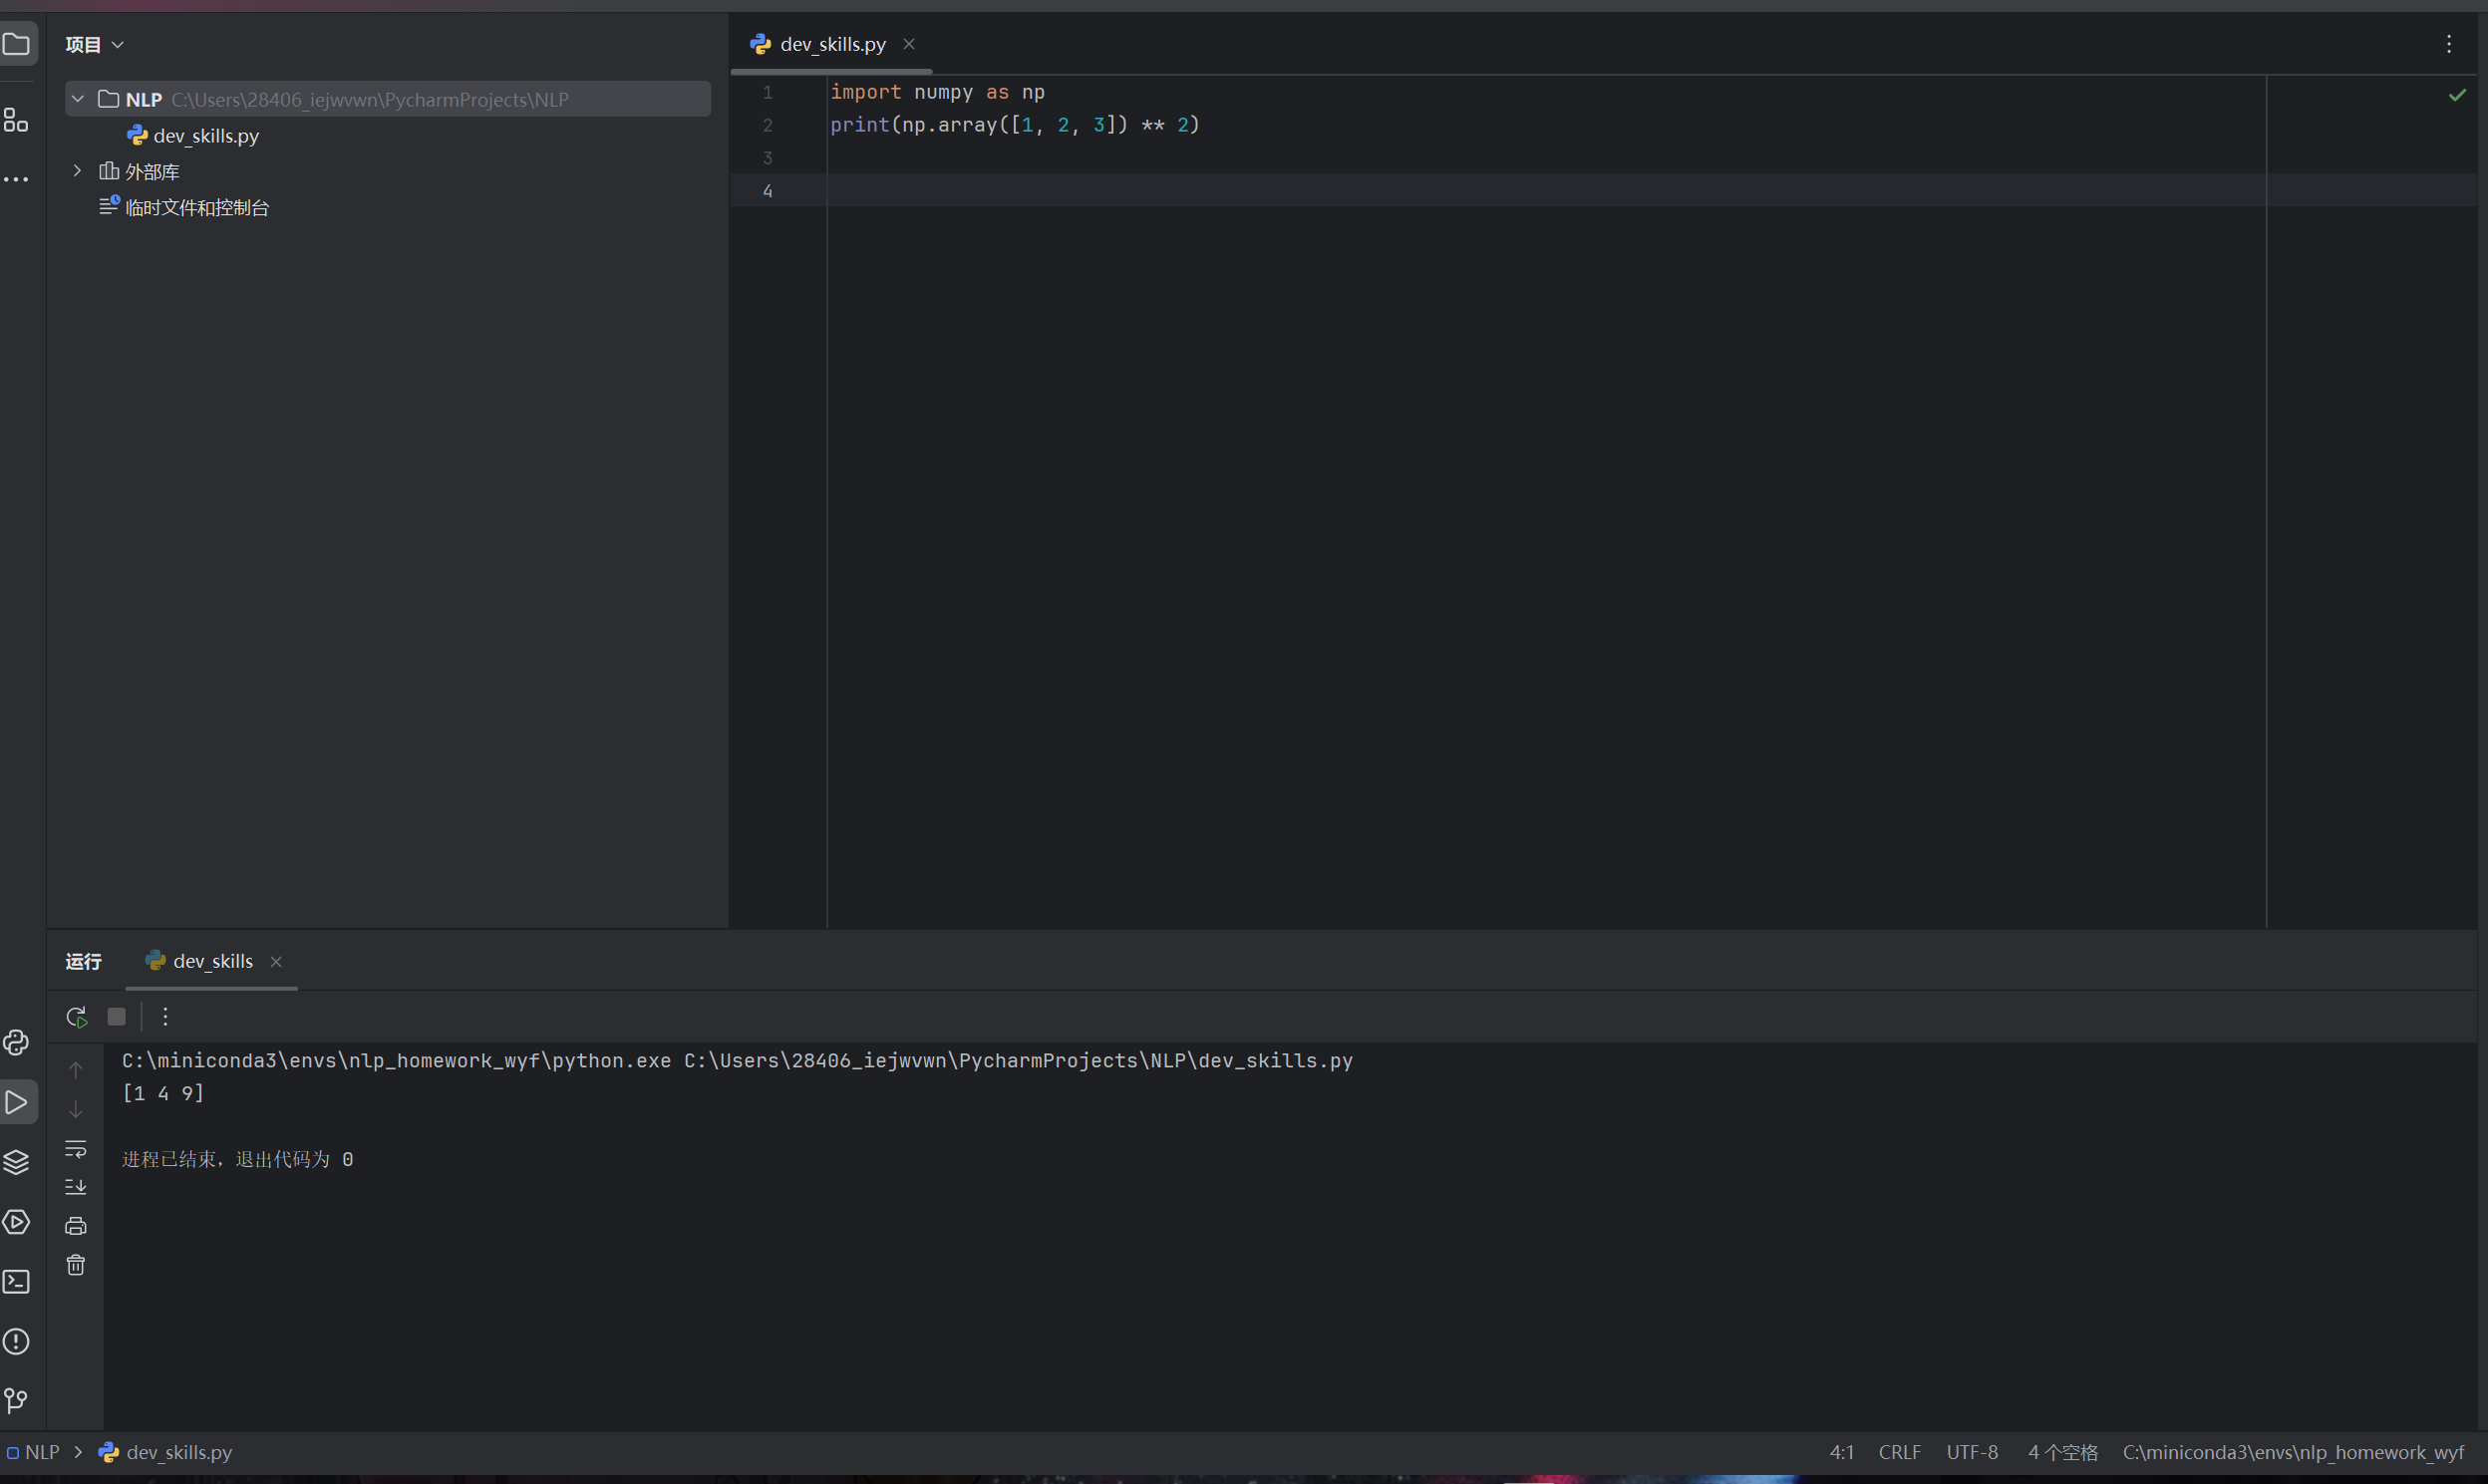 项目
NLP C:\Users\28406_iejwvwn\PycharmProjects\NLP
dev_skills.py
外部库
临时文件和控制台
dev_skills.py
1 import numpy as np
2 print(np.array([1, 2, 3]) ** 2)
3
4
运行 dev_skills
C:\miniconda3\envs\nlp_homework_wyf\python.exe C:\Users\28406_iejwvwn\PycharmProjects\NLP\dev_skills.py
[1 4 9]
进程已结束，退出代码为 0
NLP dev_skills.py 4:1 CRLF UTF-8 4 个空格 C:\miniconda3\envs\nlp_homework_wyf